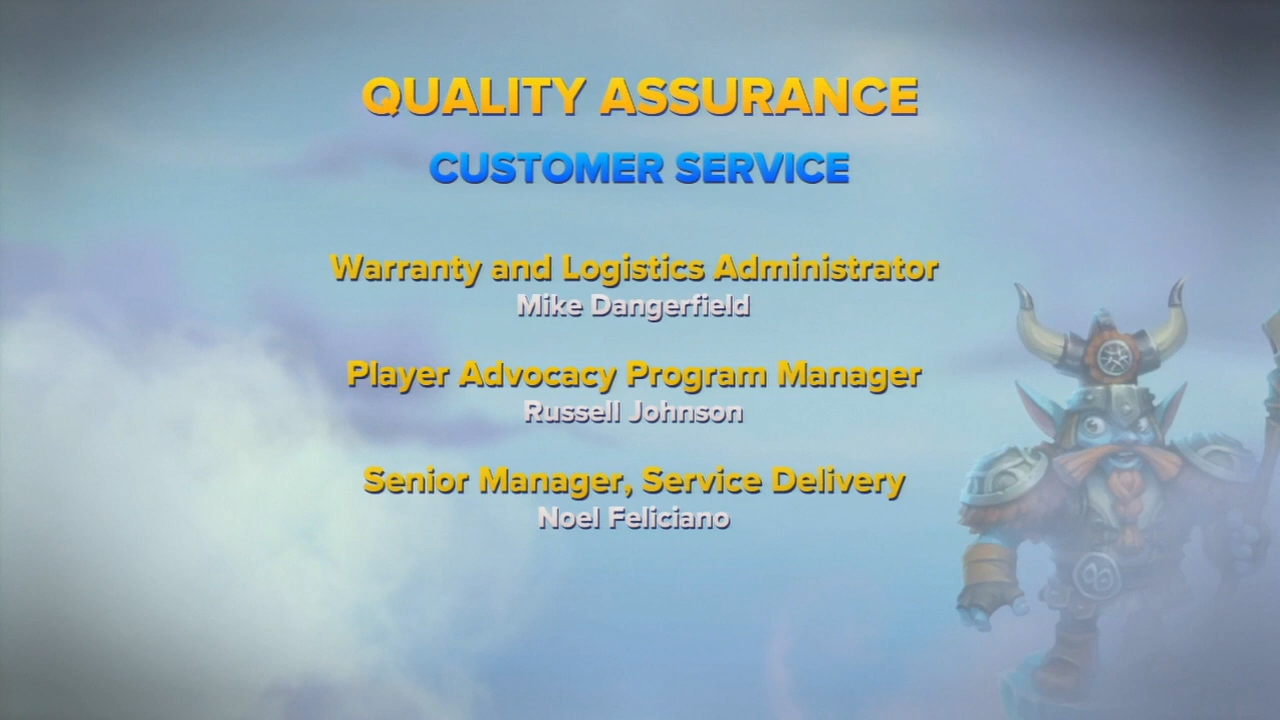 QUALITY ASSURANCE
CUSTOMER SERVICE
Warranty and Logistics Administrator
Mike Dangerfield
Player Advocacy Program Manager
Russell Johnson
Senior Manager, Service Delivery
Noel Feliciano